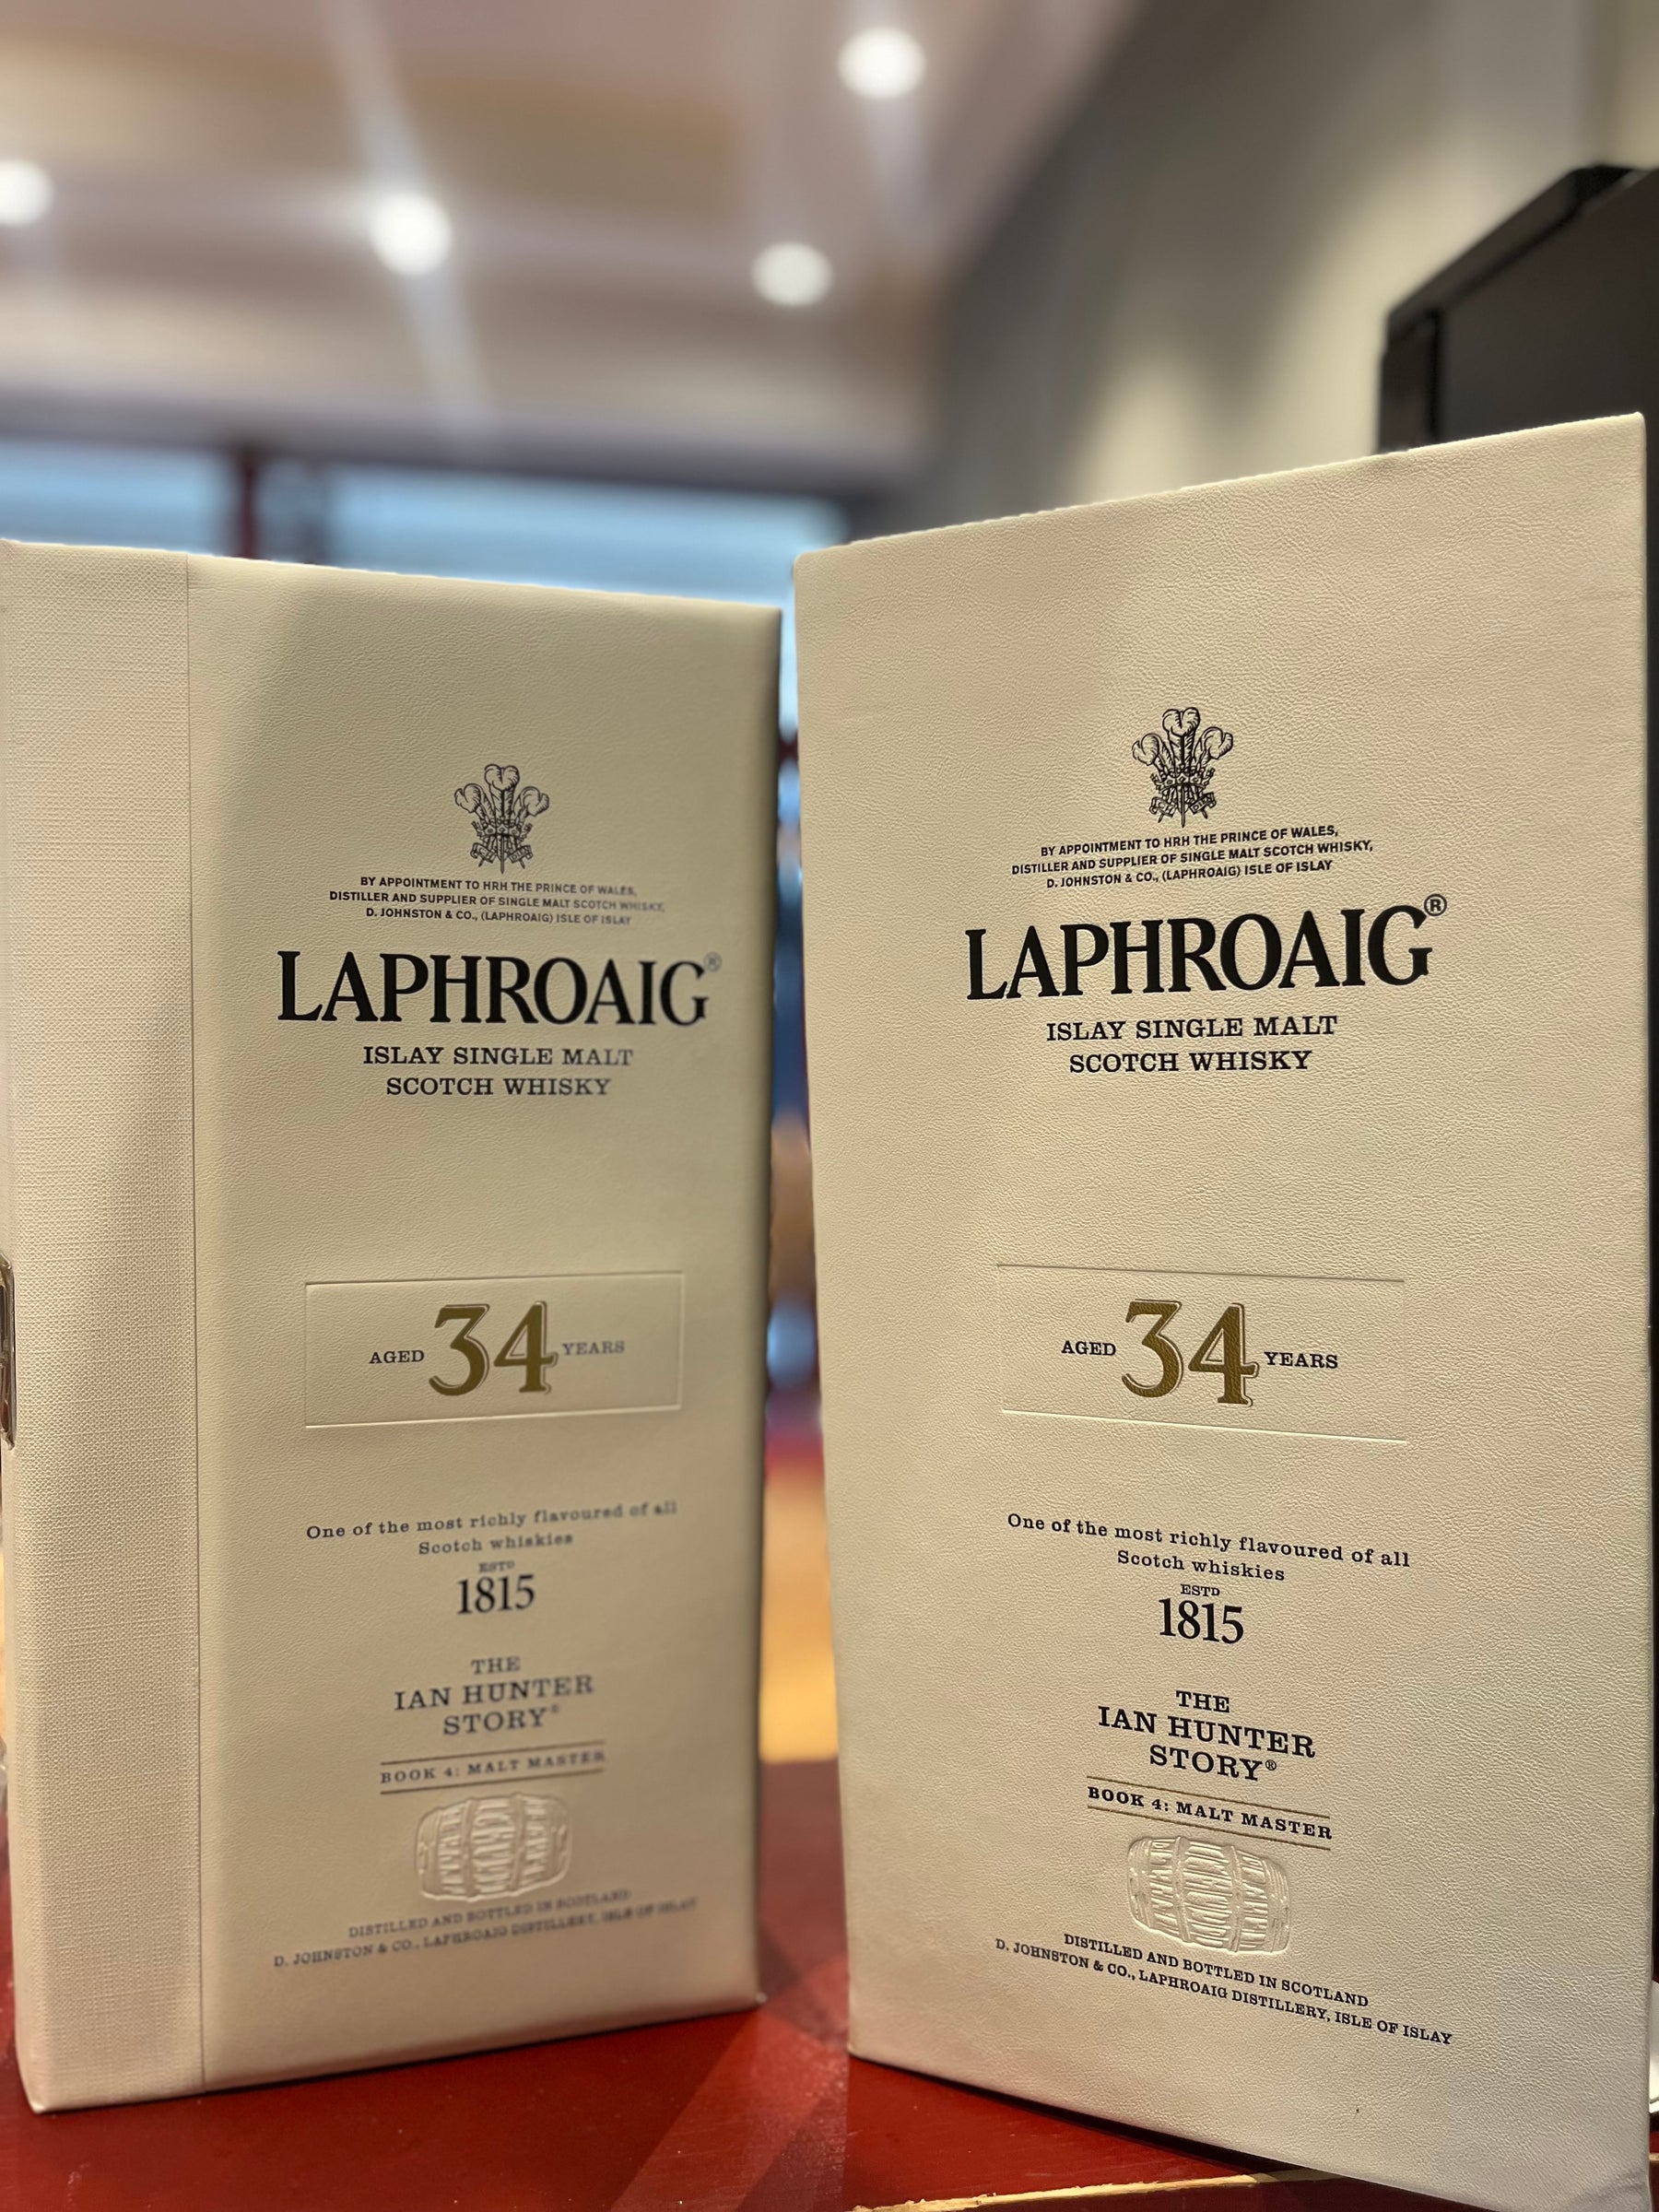 BY APPOINTMENT TO HRH THE PRINCE OF WALES,
DISTILLER AND SUPPLIER OF SINGLE MALT SCOTCH WHISKY,
D. JOHNSTON & CO., (LAPHROAIG) ISLE OF ISLAY
LAPHROAIG®
ISLAY SINGLE MALT
SCOTCH WHISKY
AGED 34 YEARS
One of the most richly flavoured of all
Scotch whiskies
ESTD
1815
THE
IAN HUNTER
STORY®
BOOK 4: MALT MASTER
DISTILLED AND BOTTLED IN SCOTLAND
D. JOHNSTON & CO., LAPHROAIG DISTILLERY, ISLE OF ISLAY
BY APPOINTMENT TO HRH THE PRINCE OF WALES,
DISTILLER AND SUPPLIER OF SINGLE MALT SCOTCH WHISKY,
D. JOHNSTON & CO., (LAPHROAIG) ISLE OF ISLAY
LAPHROAIG®
ISLAY SINGLE MALT
SCOTCH WHISKY
AGED 34 YEARS
One of the most richly flavoured of all
Scotch whiskies
ESTD
1815
THE
IAN HUNTER
STORY®
BOOK 4: MALT MASTER
DISTILLED AND BOTTLED IN SCOTLAND
D. JOHNSTON & CO., LAPHROAIG DISTILLERY, ISLE OF ISLAY